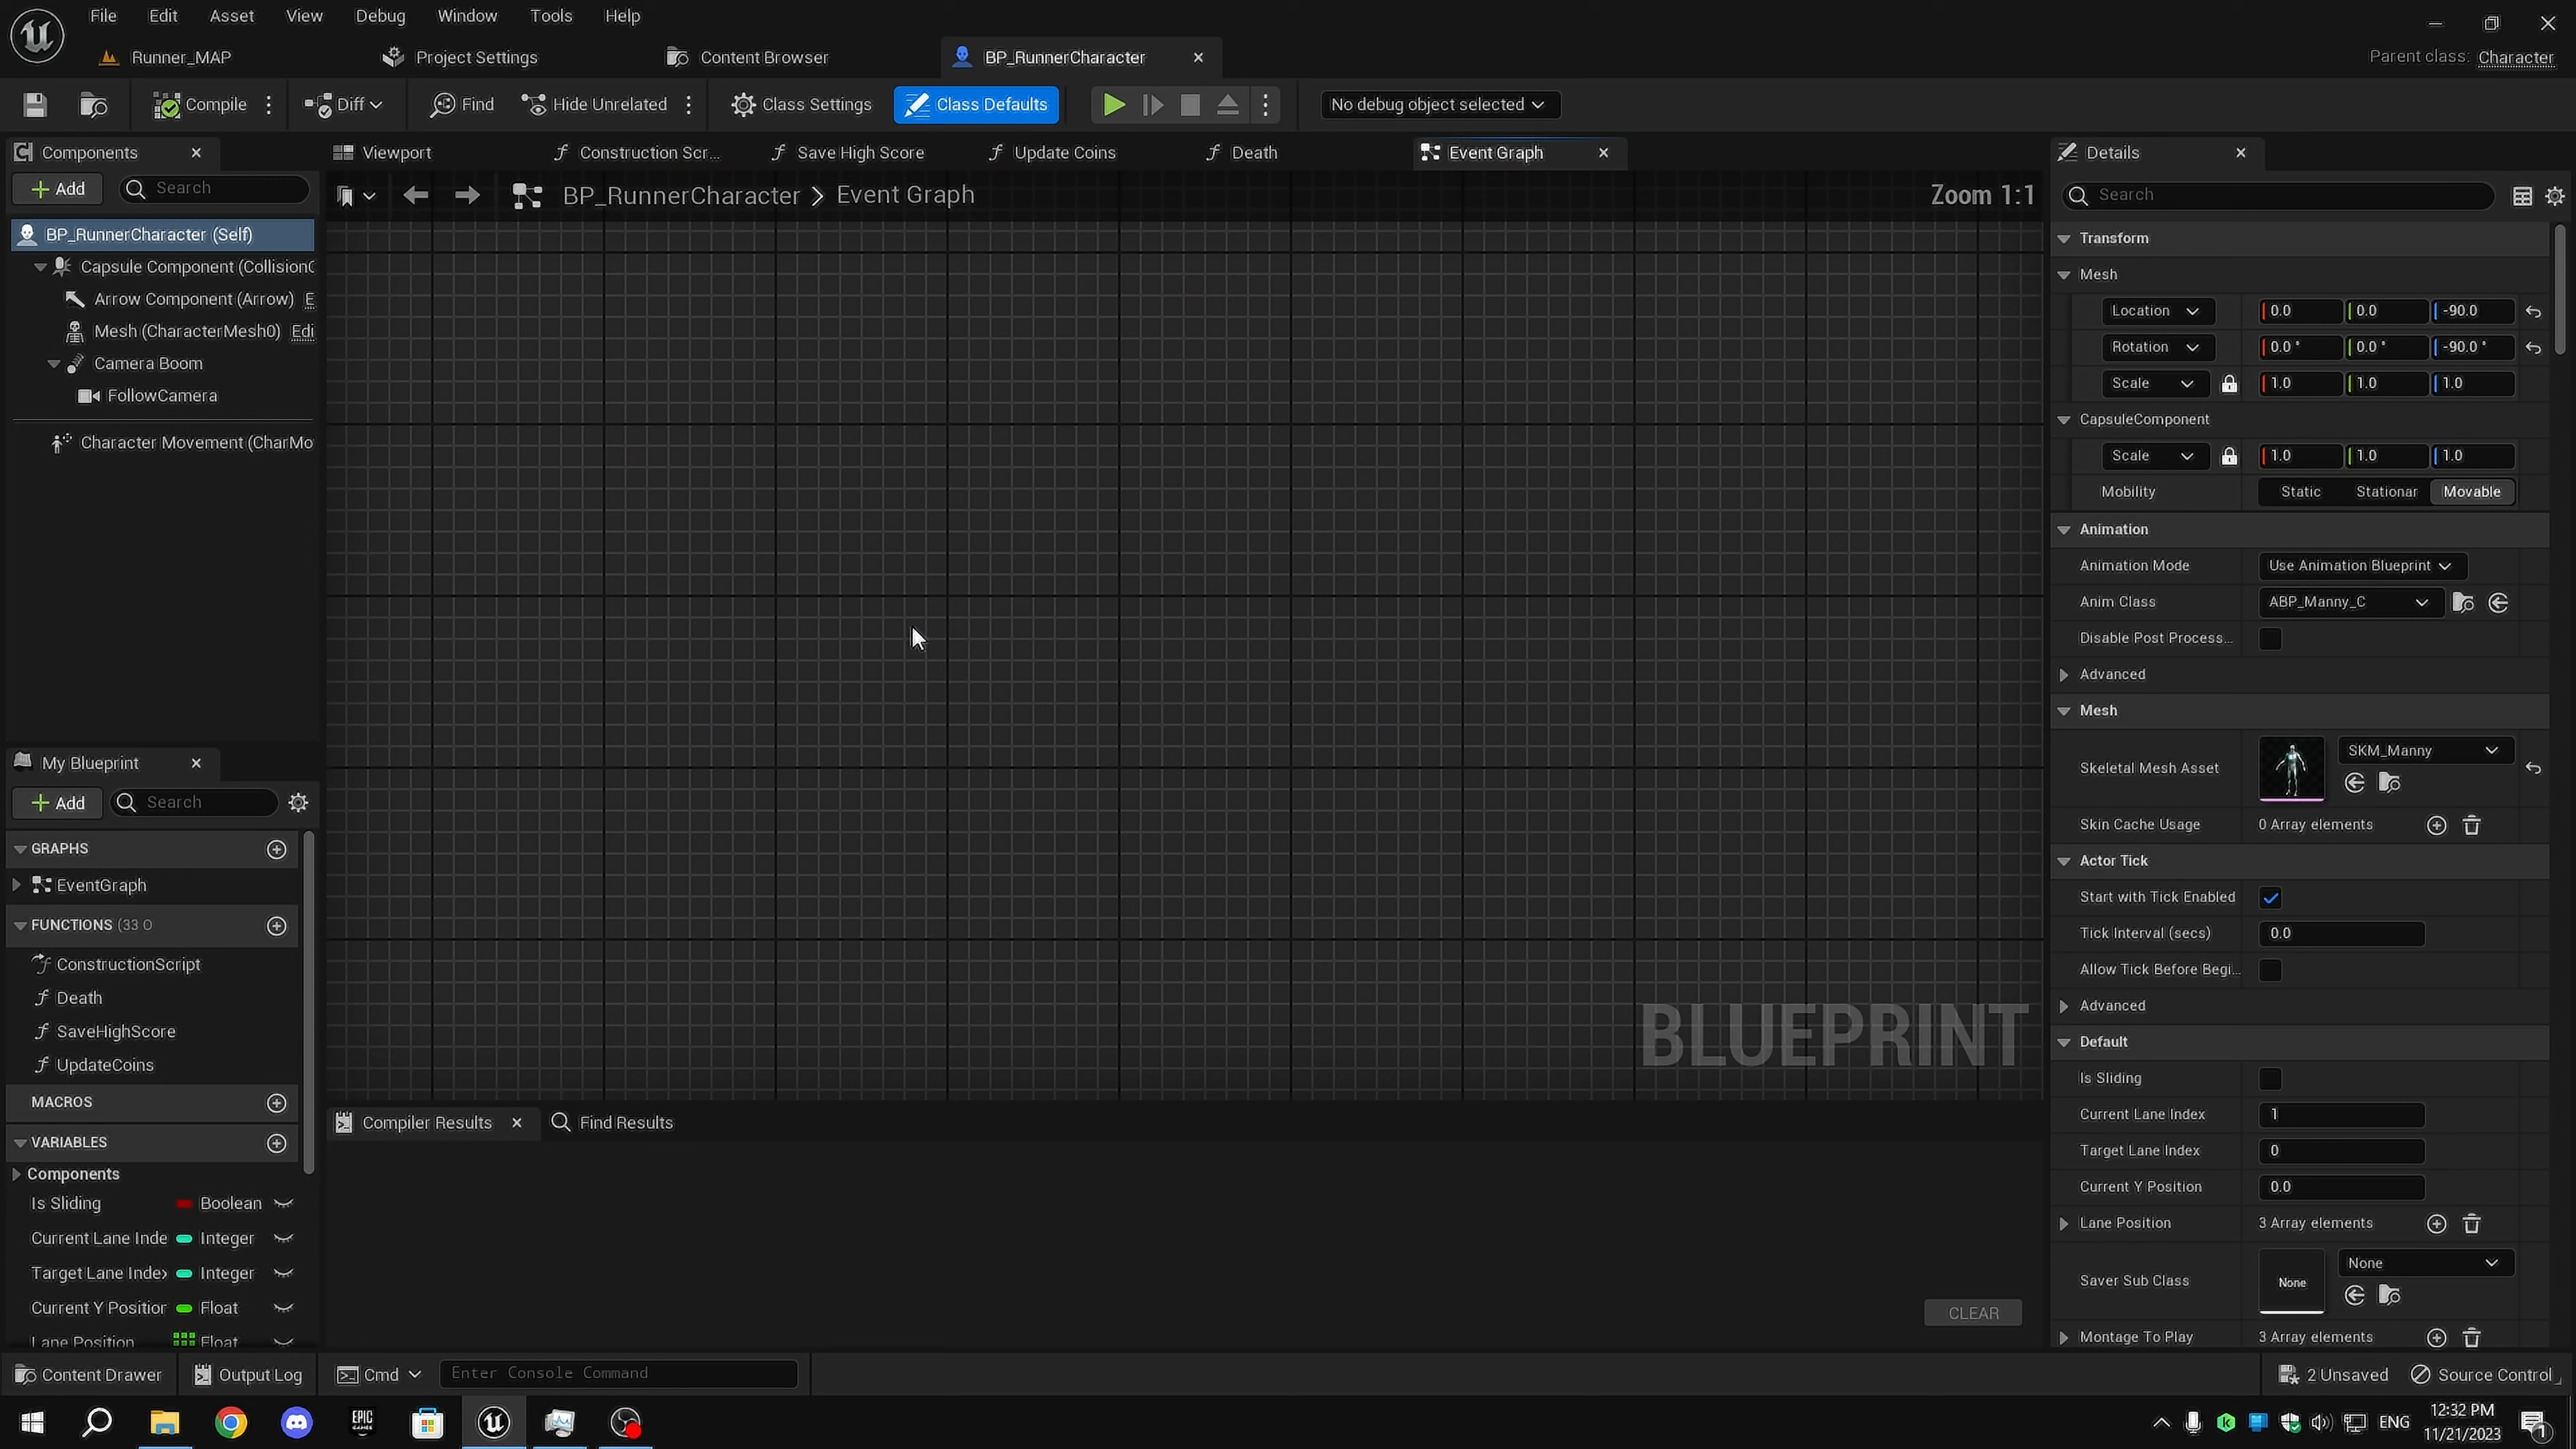 File Edit Asset View Debug Window Tools Help
Runner_MAP Project Settings Content Browser BP_RunnerCharacter Parent class: Character
Compile Diff Find Hide Unrelated Class Settings Class Defaults No debug object selected
Components Viewport Construction Scr... Save High Score Update Coins Death Event Graph Details
Add Search BP_RunnerCharacter > Event Graph Zoom 1:1 Search
BP_RunnerCharacter (Self)
Capsule Component (CollisionC
Arrow Component (Arrow) E
Mesh (CharacterMesh0) Edi
Camera Boom
FollowCamera
Character Movement (CharMo
Transform
Mesh
Location 0.0 0.0 -90.0
Rotation 0.0 ° 0.0 ° -90.0 °
Scale 1.0 1.0 1.0
CapsuleComponent
Scale 1.0 1.0 1.0
Mobility Static Stationar Movable
Animation
Animation Mode Use Animation Blueprint
Anim Class ABP_Manny_C
Disable Post Process...
Advanced
Mesh
Skeletal Mesh Asset SKM_Manny
Skin Cache Usage 0 Array elements
Actor Tick
Start with Tick Enabled
Tick Interval (secs) 0.0
Allow Tick Before Begi...
Advanced
Default
Is Sliding
Current Lane Index 1
Target Lane Index 0
Current Y Position 0.0
Lane Position 3 Array elements
Saver Sub Class None None
Montage To Play 3 Array elements
BLUEPRINT
My Blueprint
Add Search
GRAPHS
EventGraph
FUNCTIONS (33 O
ConstructionScript
Death
SaveHighScore
UpdateCoins
MACROS
VARIABLES
Components
Is Sliding Boolean
Current Lane Inde Integer
Target Lane Index Integer
Current Y Position Float
Lane Position Float
Compiler Results Find Results
CLEAR
Content Drawer Output Log Cmd Enter Console Command 2 Unsaved Source Control
EPIC GAMES
ENG 12:32 PM
11/21/2023 1